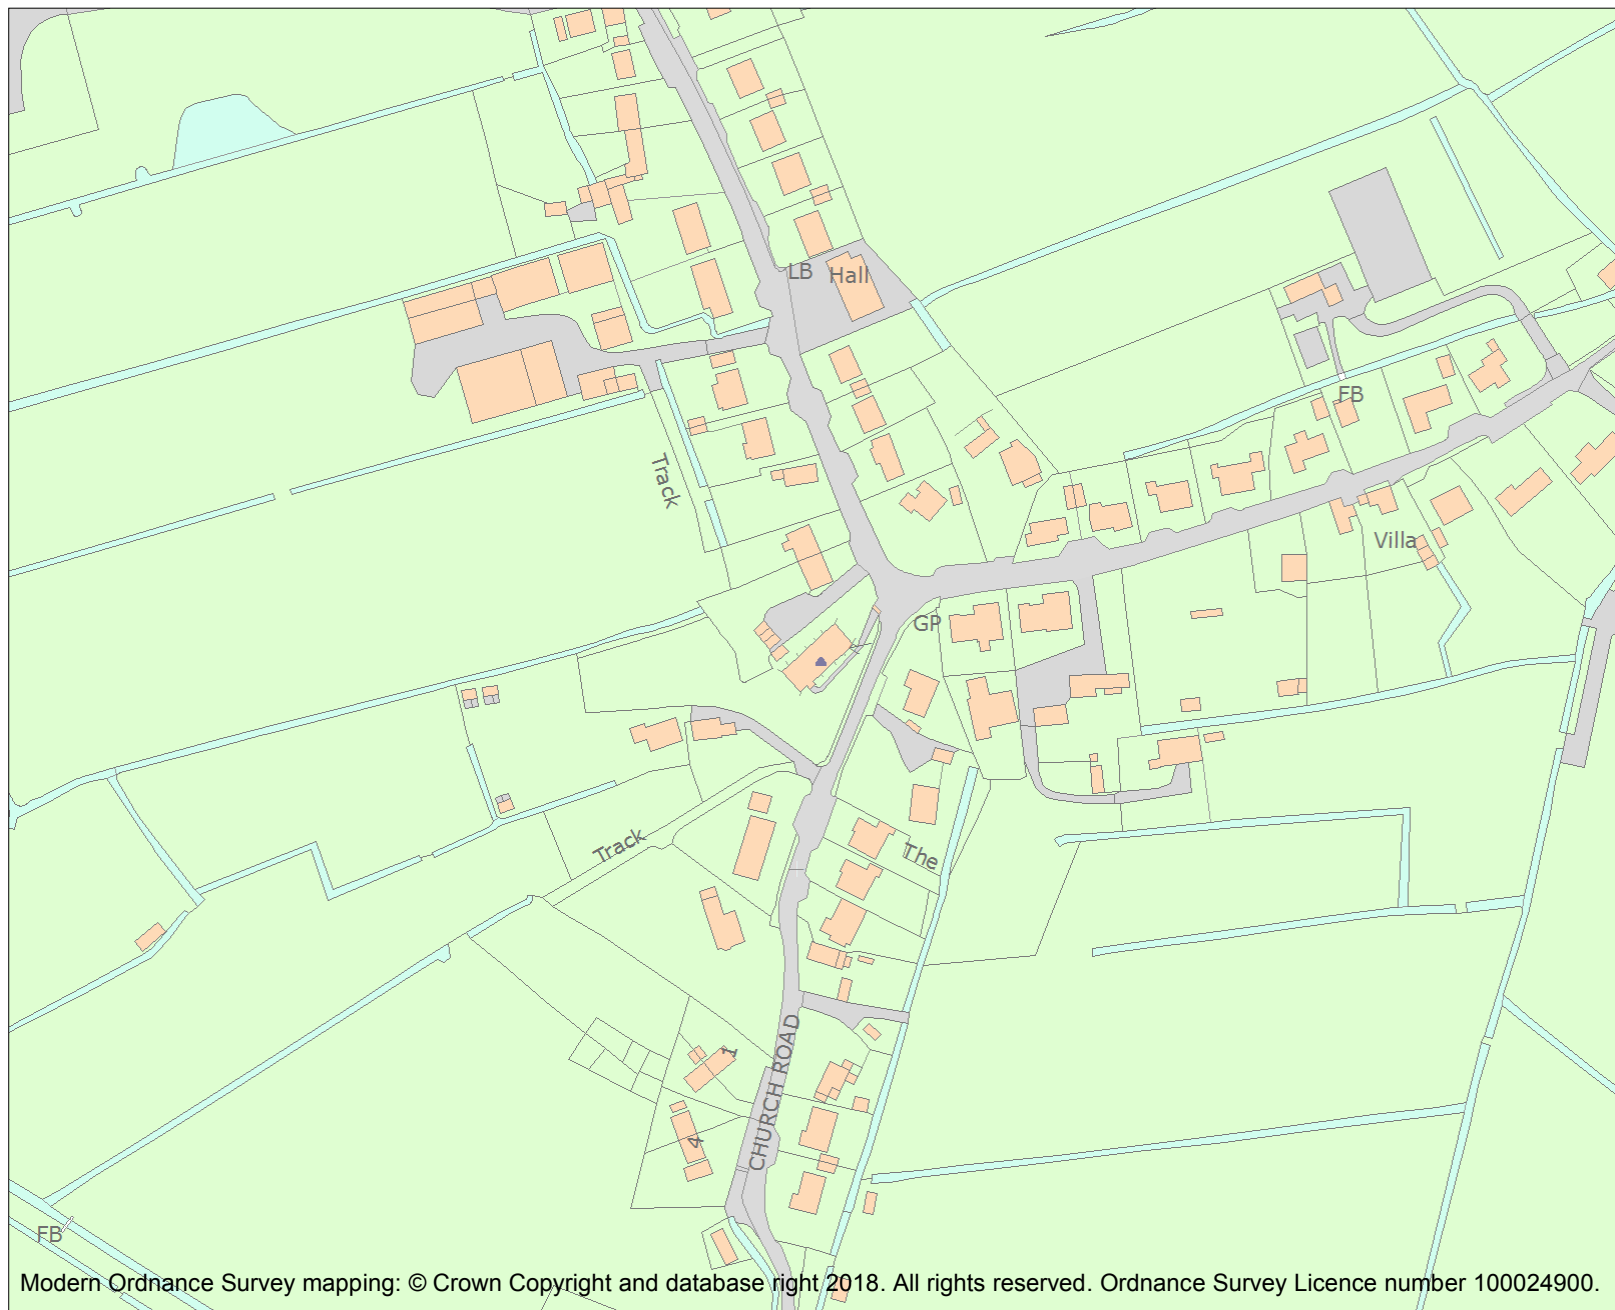 LB
Hall
FB
Track
Villa
GP
Track
The
CHURCH ROAD
1
4
FB
Modern Ordnance Survey mapping: © Crown Copyright and database right 2018. All rights reserved. Ordnance Survey Licence number 100024900.